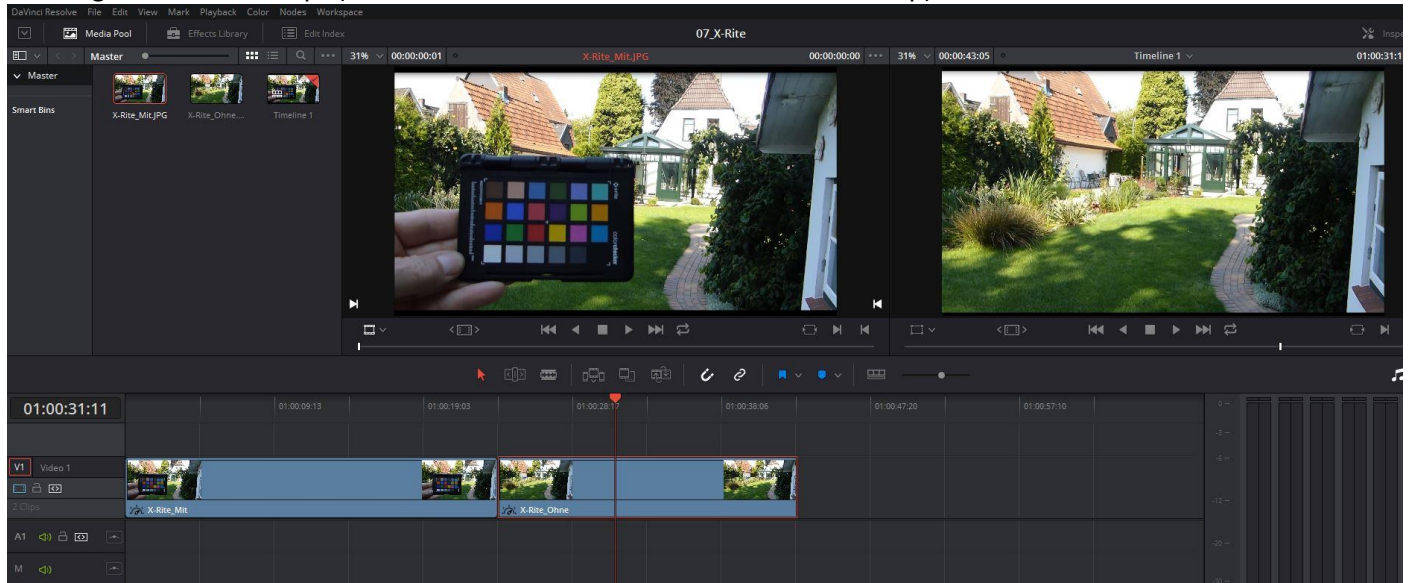 DaVinci Resolve File Edit View Mark Playback Color Nodes Workspace
Media Pool Effects Library Edit Index 07_X-Rite Inspe
Master 31% 00:00:00:01 X-Rite_Mit.JPG 00:00:00:00 31% 00:00:43:05 Timeline 1 01:00:31:1
Master
Smart Bins
X-Rite_Mit.JPG X-Rite_Ohne... Timeline 1
01:00:31:11 01:00:09:13 01:00:19:03 01:00:28:17 01:00:38:06 01:00:47:20 01:00:57:10
V1 Video 1
2 Clips
X-Rite_Mit X-Rite_Ohne
A1
M